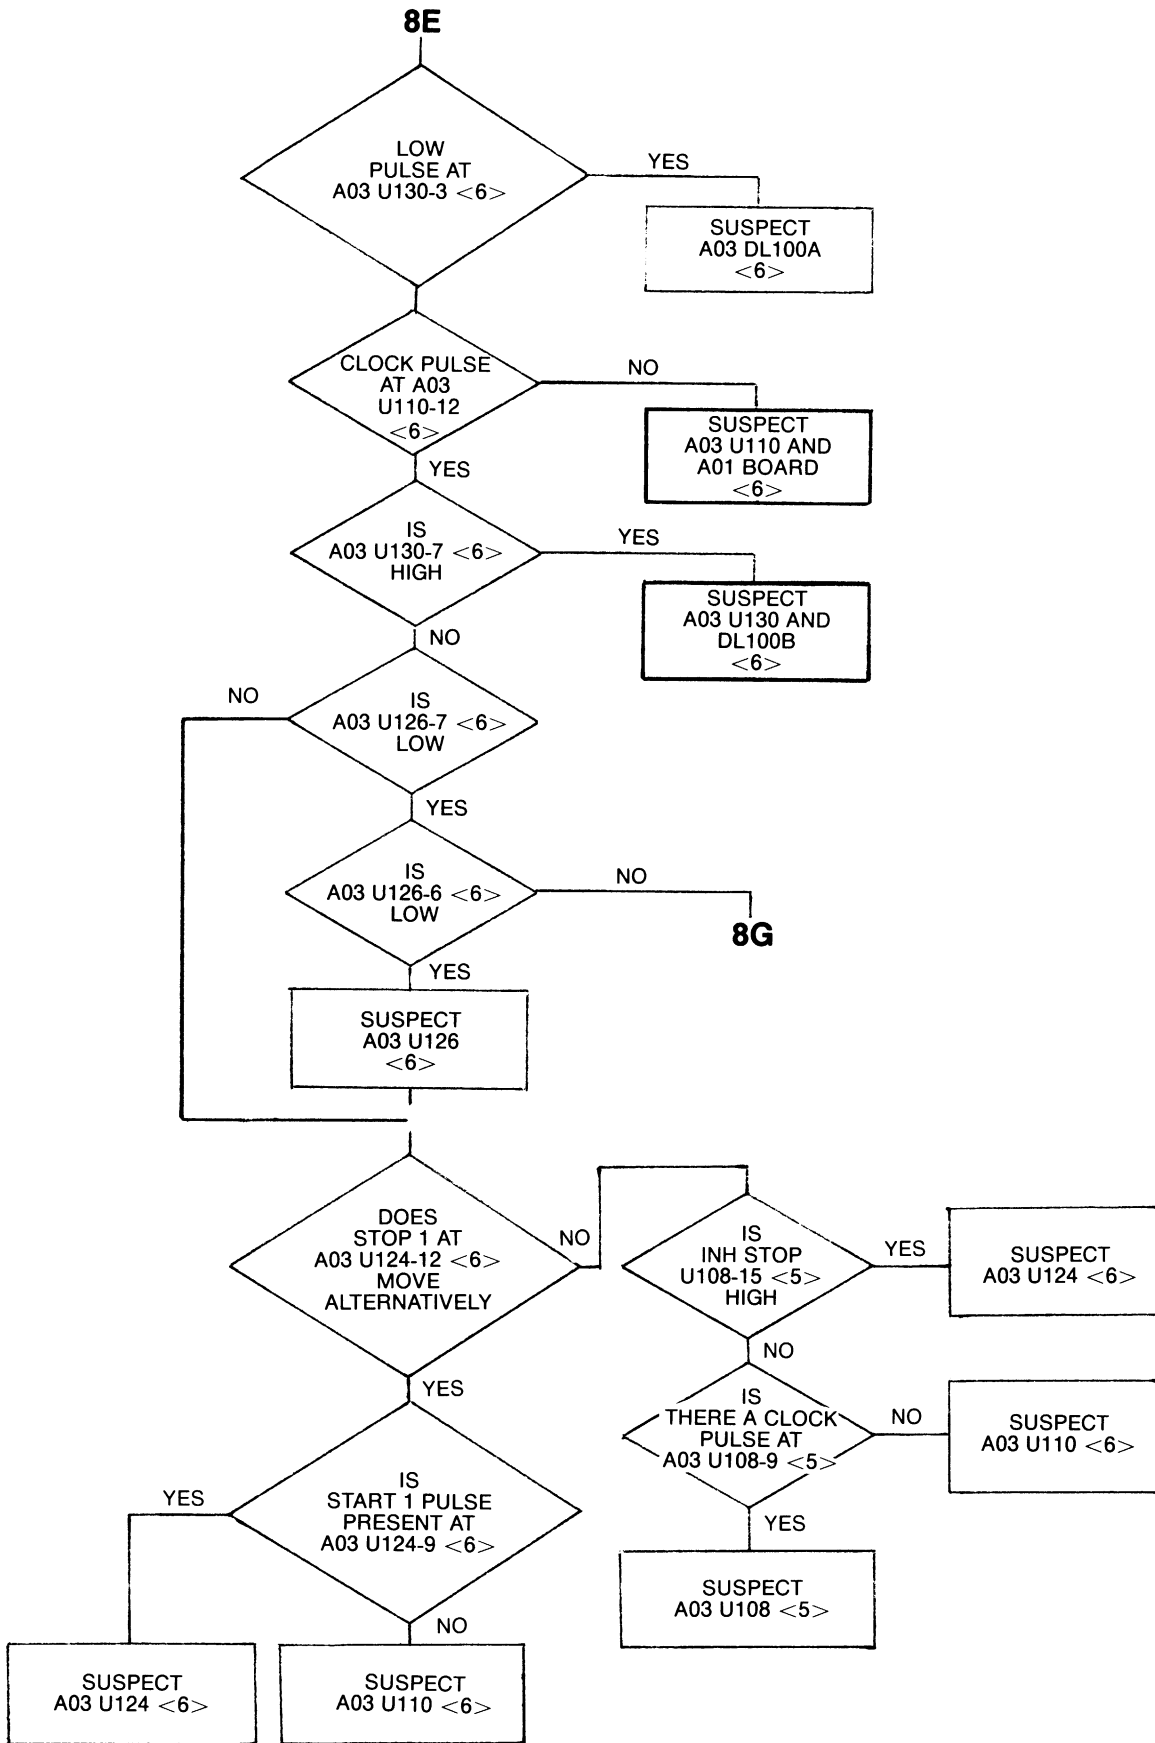 8E
LOW
PULSE AT
A03 U130-3 <6>
YES
SUSPECT
A03 DL100A
<6>
CLOCK PULSE
AT A03
U110-12
<6>
NO
SUSPECT
A03 U110 AND
A01 BOARD
<6>
YES
IS
A03 U130-7 <6>
HIGH
YES
SUSPECT
A03 U130 AND
DL100B
<6>
NO
IS
A03 U126-7 <6>
LOW
NO
YES
IS
A03 U126-6 <6>
LOW
NO
8G
YES
SUSPECT
A03 U126
<6>
DOES
STOP 1 AT
A03 U124-12 <6>
MOVE
ALTERNATIVELY
NO
IS
INH STOP
U108-15 <5>
HIGH
YES
SUSPECT
A03 U124 <6>
NO
IS
THERE A CLOCK
PULSE AT
A03 U108-9 <5>
NO
SUSPECT
A03 U110 <6>
YES
SUSPECT
A03 U108 <5>
YES
IS
START 1 PULSE
PRESENT AT
A03 U124-9 <6>
YES
SUSPECT
A03 U124 <6>
NO
SUSPECT
A03 U110 <6>